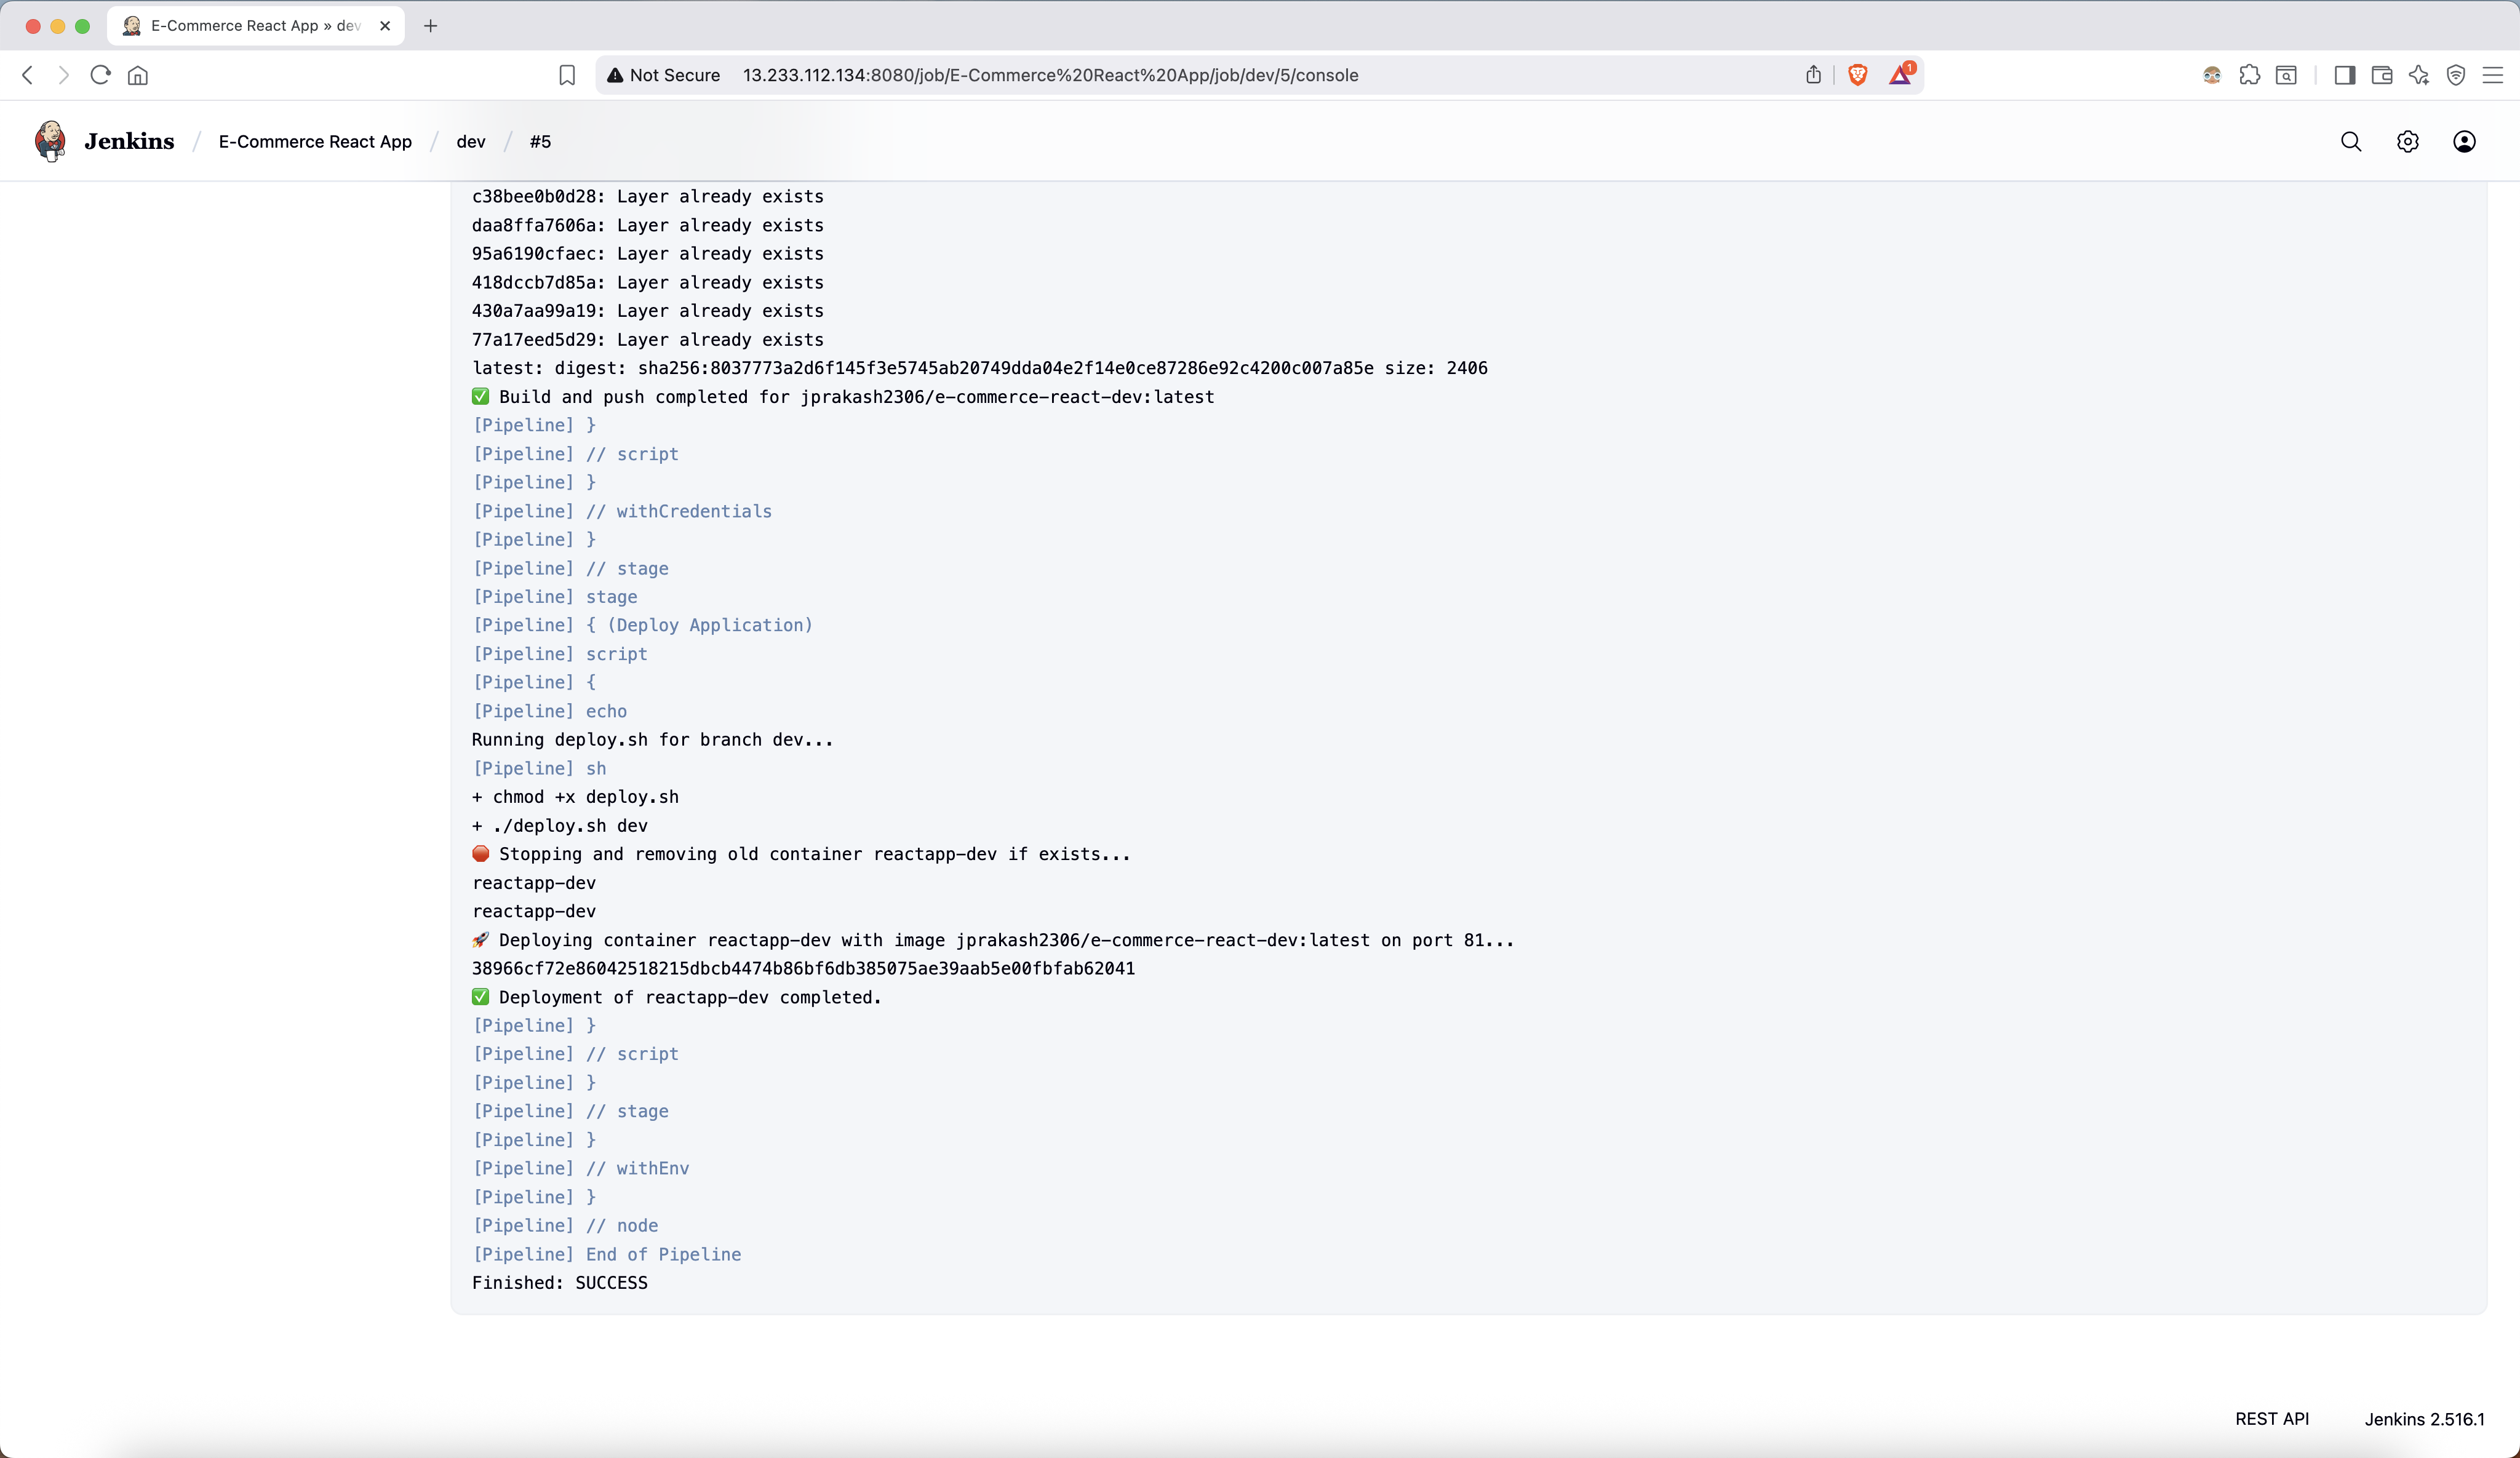 E-Commerce React App » dev
Not Secure 13.233.112.134:8080/job/E-Commerce%20React%20App/job/dev/5/console
1
Jenkins / E-Commerce React App / dev / #5
c38bee0b0d28: Layer already exists
daa8ffa7606a: Layer already exists
95a6190cfaec: Layer already exists
418dccb7d85a: Layer already exists
430a7aa99a19: Layer already exists
77a17eed5d29: Layer already exists
latest: digest: sha256:8037773a2d6f145f3e5745ab20749dda04e2f14e0ce87286e92c4200c007a85e size: 2406
✅ Build and push completed for jprakash2306/e-commerce-react-dev:latest
[Pipeline] }
[Pipeline] // script
[Pipeline] }
[Pipeline] // withCredentials
[Pipeline] }
[Pipeline] // stage
[Pipeline] stage
[Pipeline] { (Deploy Application)
[Pipeline] script
[Pipeline] {
[Pipeline] echo
Running deploy.sh for branch dev...
[Pipeline] sh
+ chmod +x deploy.sh
+ ./deploy.sh dev
🛑 Stopping and removing old container reactapp-dev if exists...
reactapp-dev
reactapp-dev
🚀 Deploying container reactapp-dev with image jprakash2306/e-commerce-react-dev:latest on port 81...
38966cf72e86042518215dbcb4474b86bf6db385075ae39aab5e00fbfab62041
✅ Deployment of reactapp-dev completed.
[Pipeline] }
[Pipeline] // script
[Pipeline] }
[Pipeline] // stage
[Pipeline] }
[Pipeline] // withEnv
[Pipeline] }
[Pipeline] // node
[Pipeline] End of Pipeline
Finished: SUCCESS
REST API Jenkins 2.516.1